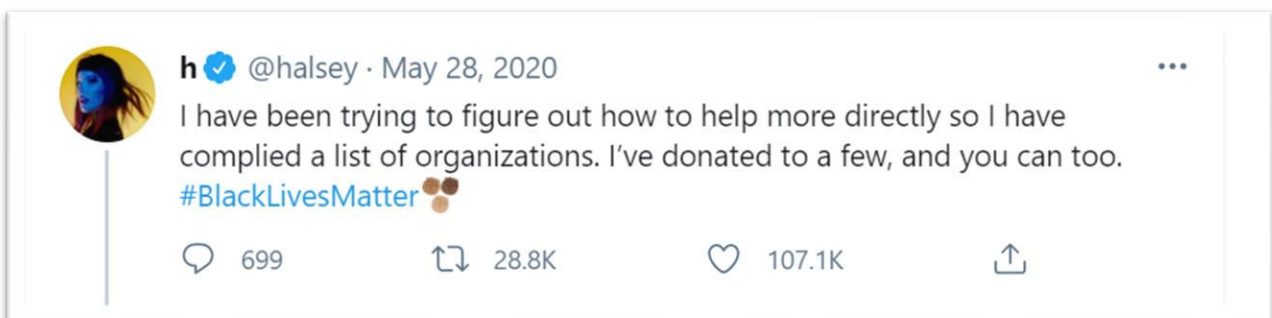 h @halsey · May 28, 2020
I have been trying to figure out how to help more directly so I have
complied a list of organizations. I've donated to a few, and you can too.
#BlackLivesMatter
699 28.8K 107.1K